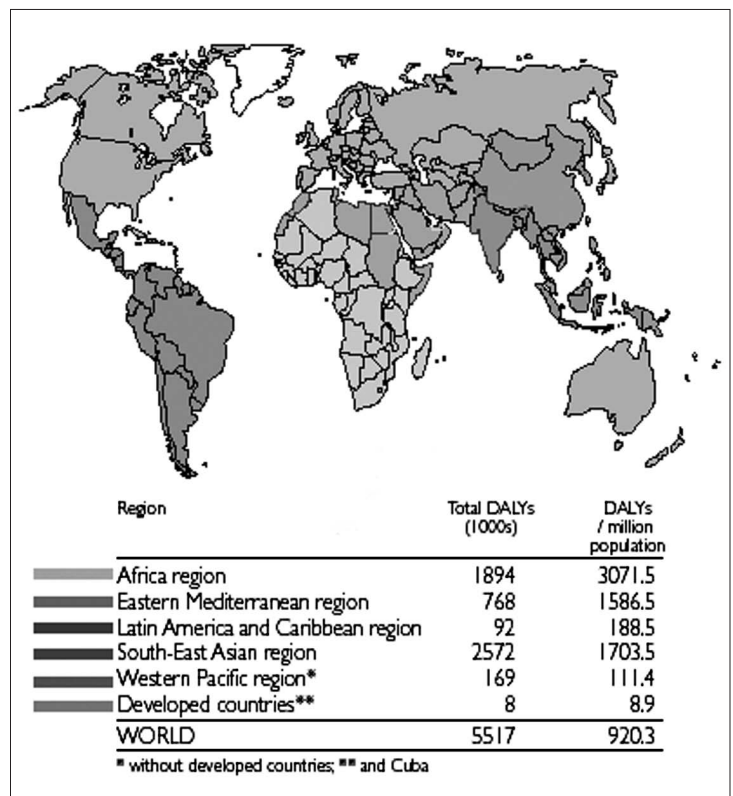 Region Total DALYs (1000s) DALYs / million population
Africa region 1894 3071.5
Eastern Mediterranean region 768 1586.5
Latin America and Caribbean region 92 188.5
South-East Asian region 2572 1703.5
Western Pacific region* 169 111.4
Developed countries** 8 8.9
WORLD 5517 920.3
* without developed countries; ** and Cuba